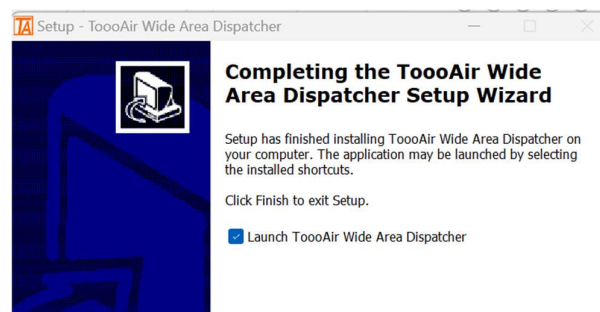 TA Setup - ToooAir Wide Area Dispatcher
Completing the ToooAir Wide
Area Dispatcher Setup Wizard
Setup has finished installing ToooAir Wide Area Dispatcher on
your computer. The application may be launched by selecting
the installed shortcuts.
Click Finish to exit Setup.
Launch ToooAir Wide Area Dispatcher